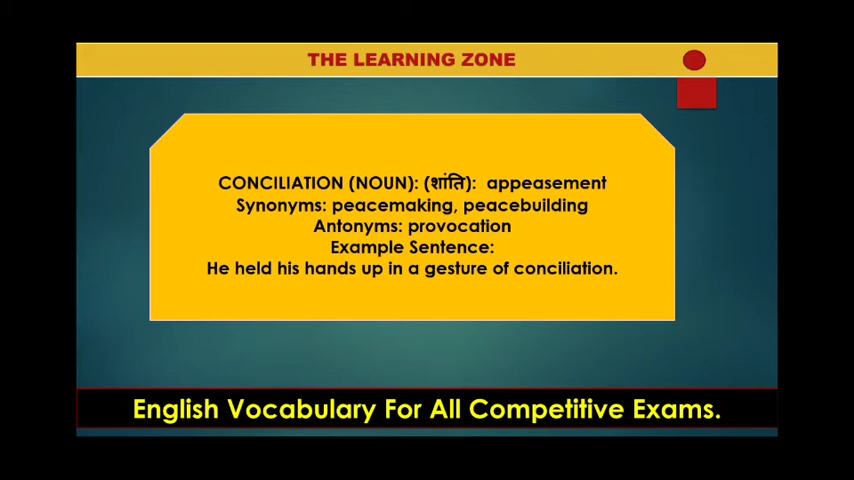 THE LEARNING ZONE
CONCILIATION (NOUN): (शांति): appeasement
Synonyms: peacemaking, peacebuilding
Antonyms: provocation
Example Sentence:
He held his hands up in a gesture of conciliation.
English Vocabulary For All Competitive Exams.